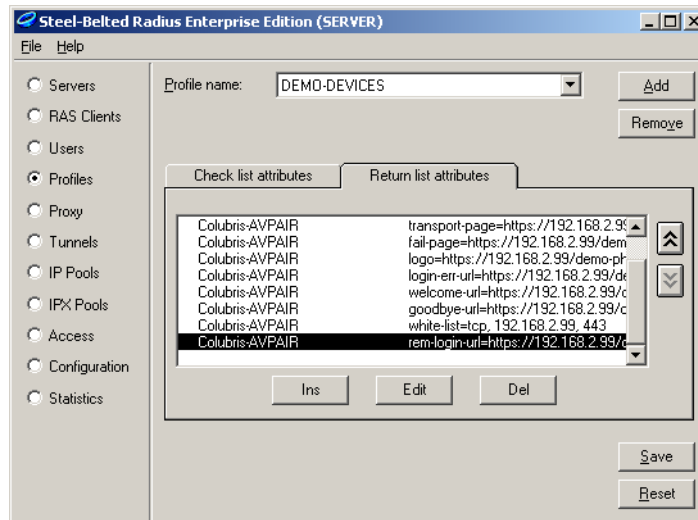 Steel-Belted Radius Enterprise Edition (SERVER)
File Help
Servers
RAS Clients
Users
Profiles
Proxy
Tunnels
IP Pools
IPX Pools
Access
Configuration
Statistics
Profile name: DEMO-DEVICES
Add
Remove
Check list attributes Return list attributes
Colubris-AVPAIR transport-page=https://192.168.2.99
Colubris-AVPAIR fail-page=https://192.168.2.99/dem
Colubris-AVPAIR logo=https://192.168.2.99/demo-ph
Colubris-AVPAIR login-err-url=https://192.168.2.99/de
Colubris-AVPAIR welcome-url=https://192.168.2.99/
Colubris-AVPAIR goodbye-url=https://192.168.2.99/
Colubris-AVPAIR white-list=tcp, 192.168.2.99, 443
Colubris-AVPAIR rem-login-url=https://192.168.2.99/
Ins Edit Del
Save
Reset